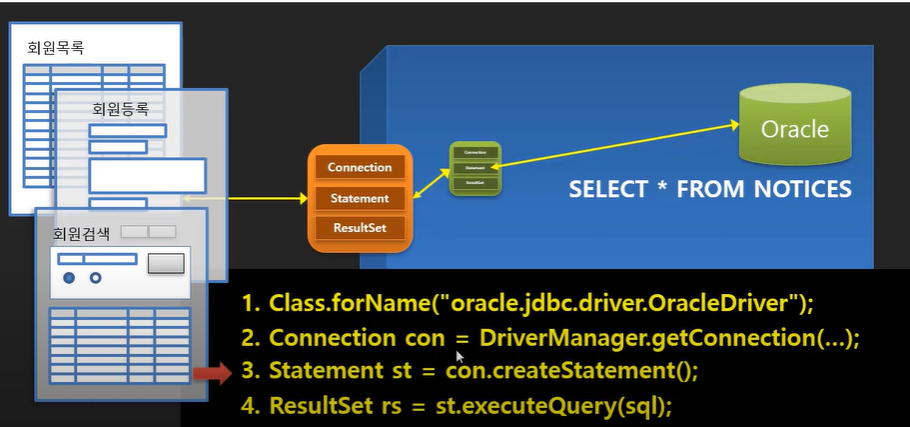 회원목록
회원등록
회원검색
Connection
Statement
ResultSet
Connection
Statement
ResultSet
Oracle
SELECT * FROM NOTICES
1. Class.forName("oracle.jdbc.driver.OracleDriver");
2. Connection con = DriverManager.getConnection(...);
3. Statement st = con.createStatement();
4. ResultSet rs = st.executeQuery(sql);